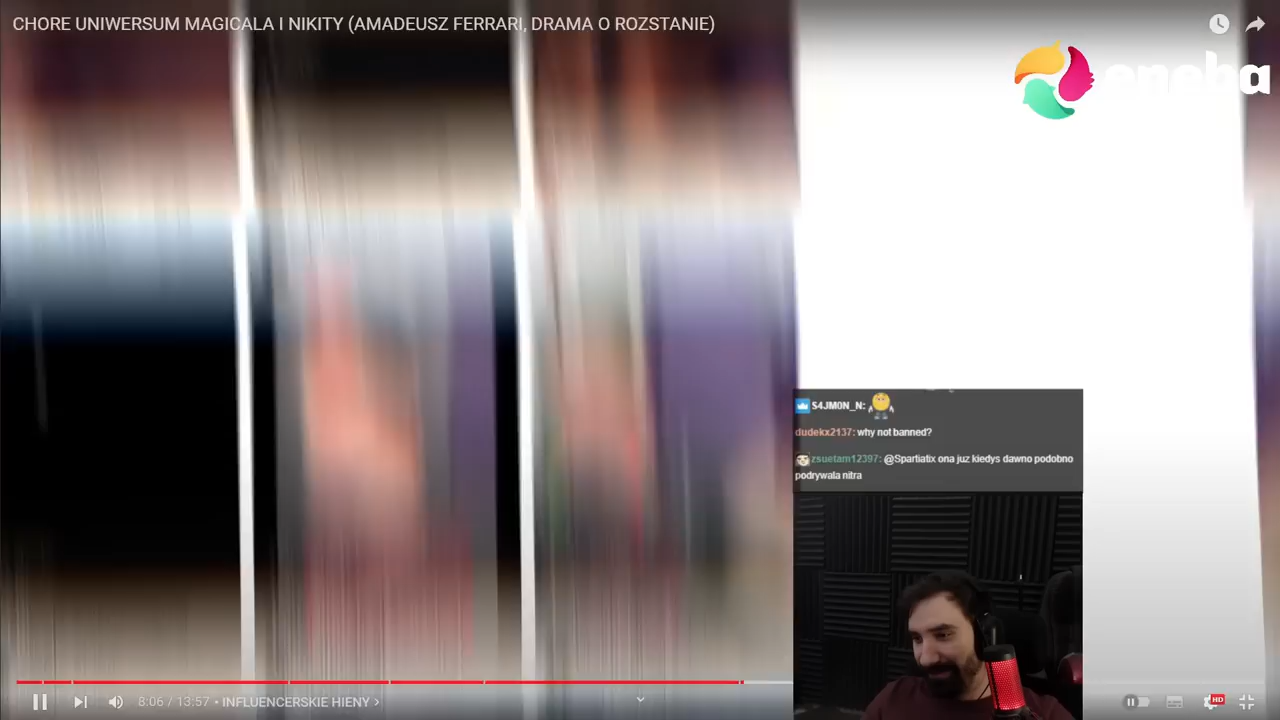 CHORE UNIWERSUM MAGICALA I NIKITY (AMADEUSZ FERRARI, DRAMA O ROZSTANIE)
eneba
S4JM0N_N:
dudekx2137: why not banned?
zsuetam12397: @Spartiatix ona juz kiedys dawno podobno
podrywala nitra
8:06 / 13:57 • INFLUENCERSKIE HIENY >
HD